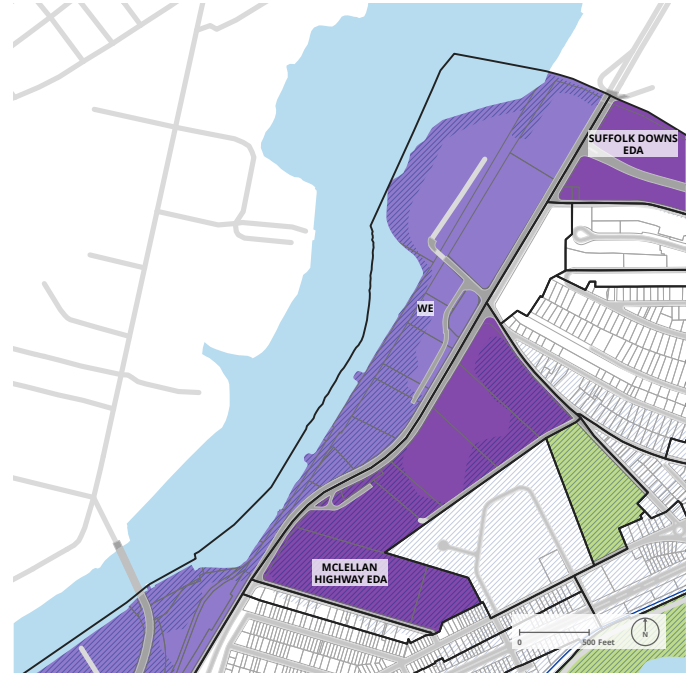 SUFFOLK DOWNS
EDA
WE
MCLELLAN
HIGHWAY EDA
0
500 Feet
N